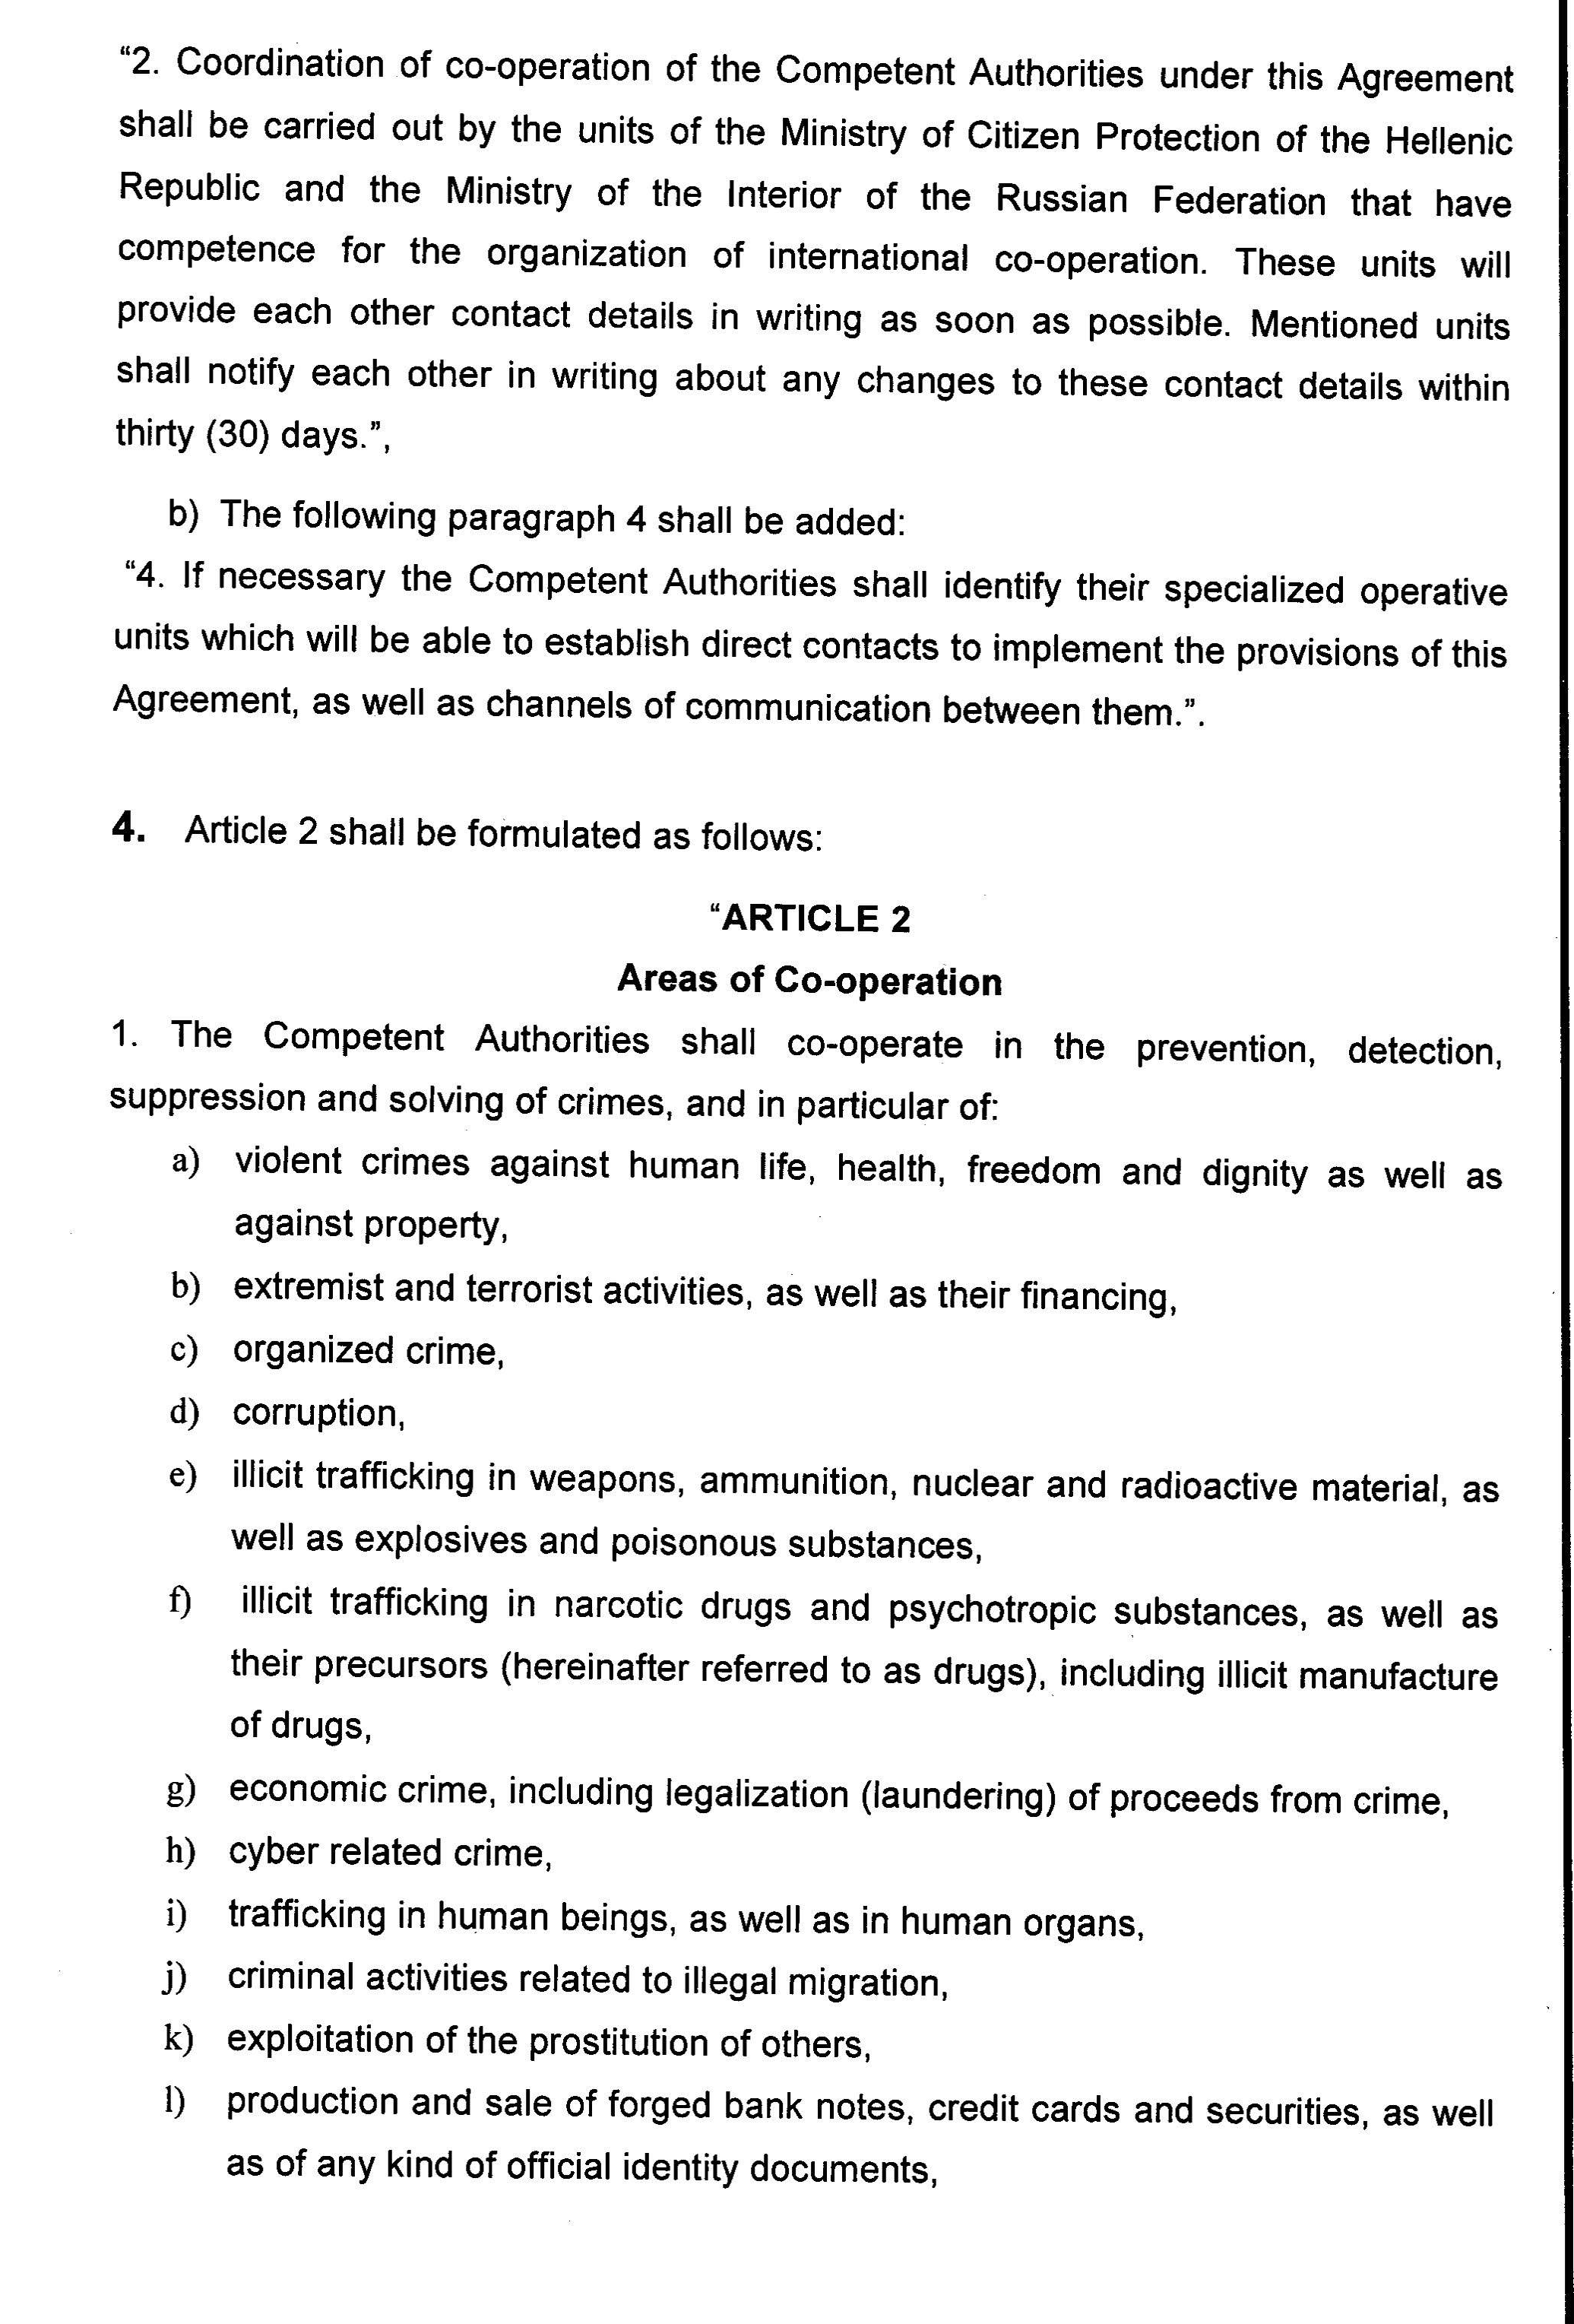 “2. Coordination of co-operation of the Competent Authorities under this Agreement
shall be carried out by the units of the Ministry of Citizen Protection of the Hellenic
Republic and the Ministry of the Interior of the Russian Federation that have
competence for the organization of international co-operation. These units will
provide each other contact details in writing as soon as possible. Mentioned units
shall notify each other in writing about any changes to these contact details within
thirty (30) days.”,
b) The following paragraph 4 shall be added:
“4. If necessary the Competent Authorities shall identify their specialized operative
units which will be able to establish direct contacts to implement the provisions of this
Agreement, as well as channels of communication between them.”.
4. Article 2 shall be formulated as follows:
“ARTICLE 2
Areas of Co-operation
1. The Competent Authorities shall co-operate in the prevention, detection,
suppression and solving of crimes, and in particular of:
a) violent crimes against human life, health, freedom and dignity as well as
against property,
b) extremist and terrorist activities, as well as their financing,
c) organized crime,
d) corruption,
e) illicit trafficking in weapons, ammunition, nuclear and radioactive material, as
well as explosives and poisonous substances,
f) illicit trafficking in narcotic drugs and psychotropic substances, as well as
their precursors (hereinafter referred to as drugs), including illicit manufacture
of drugs,
g) economic crime, including legalization (laundering) of proceeds from crime,
h) cyber related crime,
i) trafficking in human beings, as well as in human organs,
j) criminal activities related to illegal migration,
k) exploitation of the prostitution of others,
l) production and sale of forged bank notes, credit cards and securities, as well
as of any kind of official identity documents,